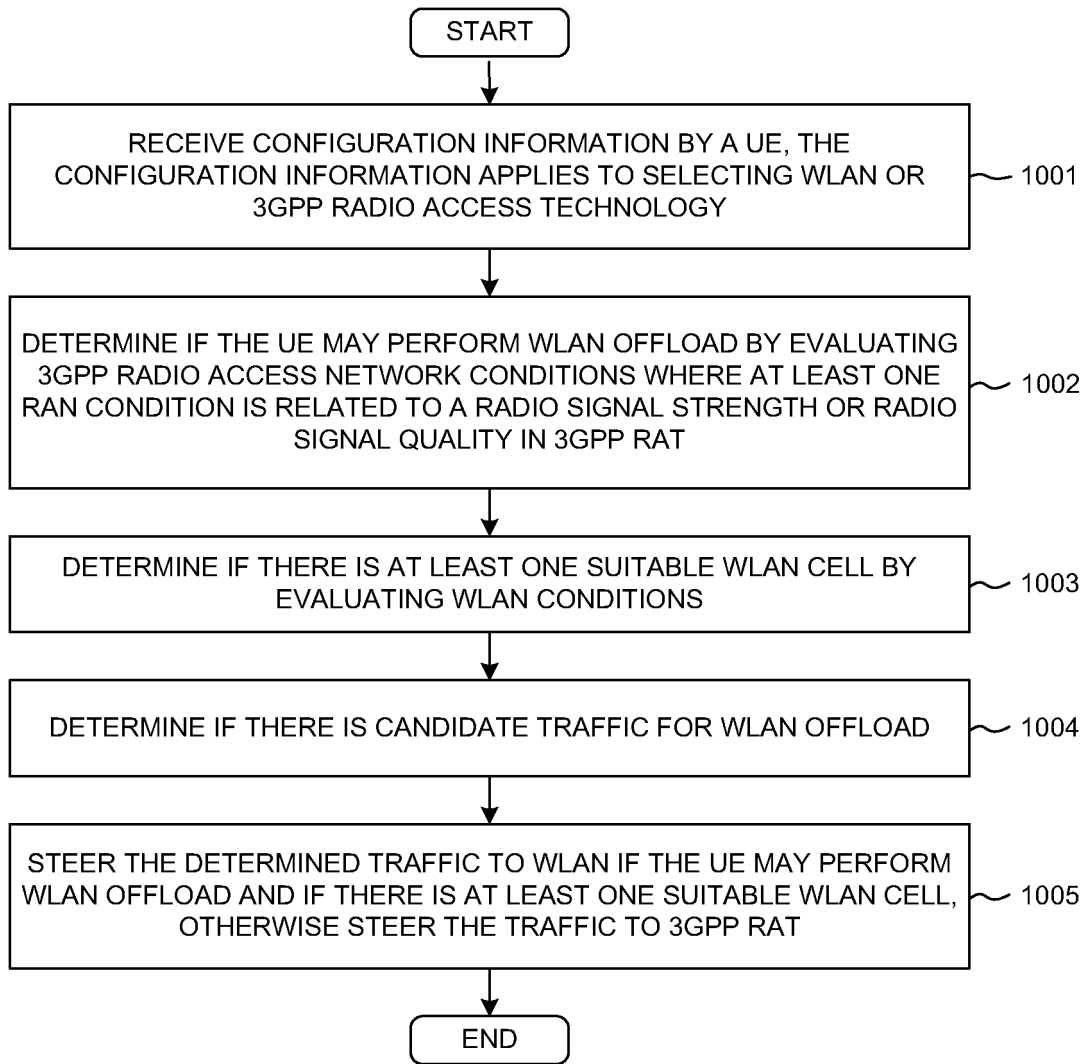 START
RECEIVE CONFIGURATION INFORMATION BY A UE, THE
CONFIGURATION INFORMATION APPLIES TO SELECTING WLAN OR
3GPP RADIO ACCESS TECHNOLOGY
1001
DETERMINE IF THE UE MAY PERFORM WLAN OFFLOAD BY EVALUATING
3GPP RADIO ACCESS NETWORK CONDITIONS WHERE AT LEAST ONE
RAN CONDITION IS RELATED TO A RADIO SIGNAL STRENGTH OR RADIO
SIGNAL QUALITY IN 3GPP RAT
1002
DETERMINE IF THERE IS AT LEAST ONE SUITABLE WLAN CELL BY
EVALUATING WLAN CONDITIONS
1003
DETERMINE IF THERE IS CANDIDATE TRAFFIC FOR WLAN OFFLOAD
1004
STEER THE DETERMINED TRAFFIC TO WLAN IF THE UE MAY PERFORM
WLAN OFFLOAD AND IF THERE IS AT LEAST ONE SUITABLE WLAN CELL,
OTHERWISE STEER THE TRAFFIC TO 3GPP RAT
1005
END